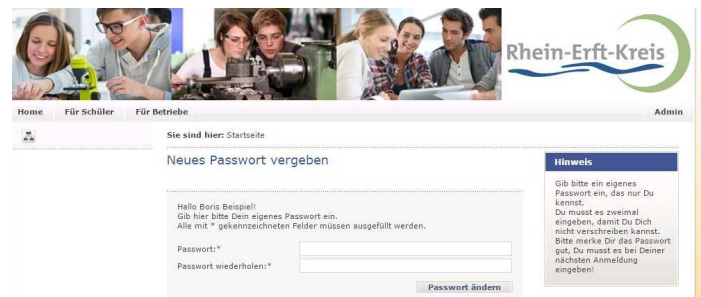 Rhein-Erft-Kreis
Home Für Schüler Für Betriebe Admin
Sie sind hier: Startseite
Neues Passwort vergeben
Hallo Boris Beispiel!
Gib hier bitte Dein eigenes Passwort ein.
Alle mit * gekennzeichneten Felder müssen ausgefüllt werden.
Passwort:*
Passwort wiederholen:*
Passwort ändern
Hinweis
Gib bitte ein eigenes
Passwort ein, das nur Du
kennst.
Du musst es zweimal
eingeben, damit Du Dich
nicht verschreiben kannst.
Bitte merke Dir das Passwort
gut, Du musst es bei Deiner
nächsten Anmeldung
eingeben!